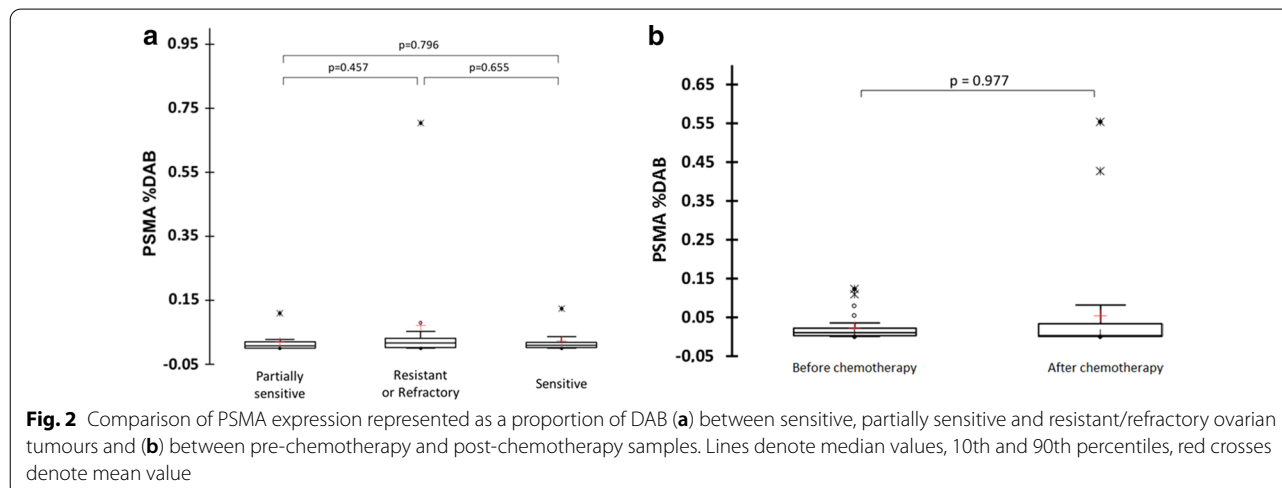 a
0.95
0.75
0.55
0.35
0.15
-0.05
PSMA %DAB
p=0.796
p=0.457
p=0.655
Partially
sensitive
Resistant
or Refractory
Sensitive
b
0.65
0.55
0.45
0.35
0.25
0.15
0.05
-0.05
PSMA %DAB
p = 0.977
Before chemotherapy
After chemotherapy
Fig. 2 Comparison of PSMA expression represented as a proportion of DAB (a) between sensitive, partially sensitive and resistant/refractory ovarian
tumours and (b) between pre-chemotherapy and post-chemotherapy samples. Lines denote median values, 10th and 90th percentiles, red crosses
denote mean value